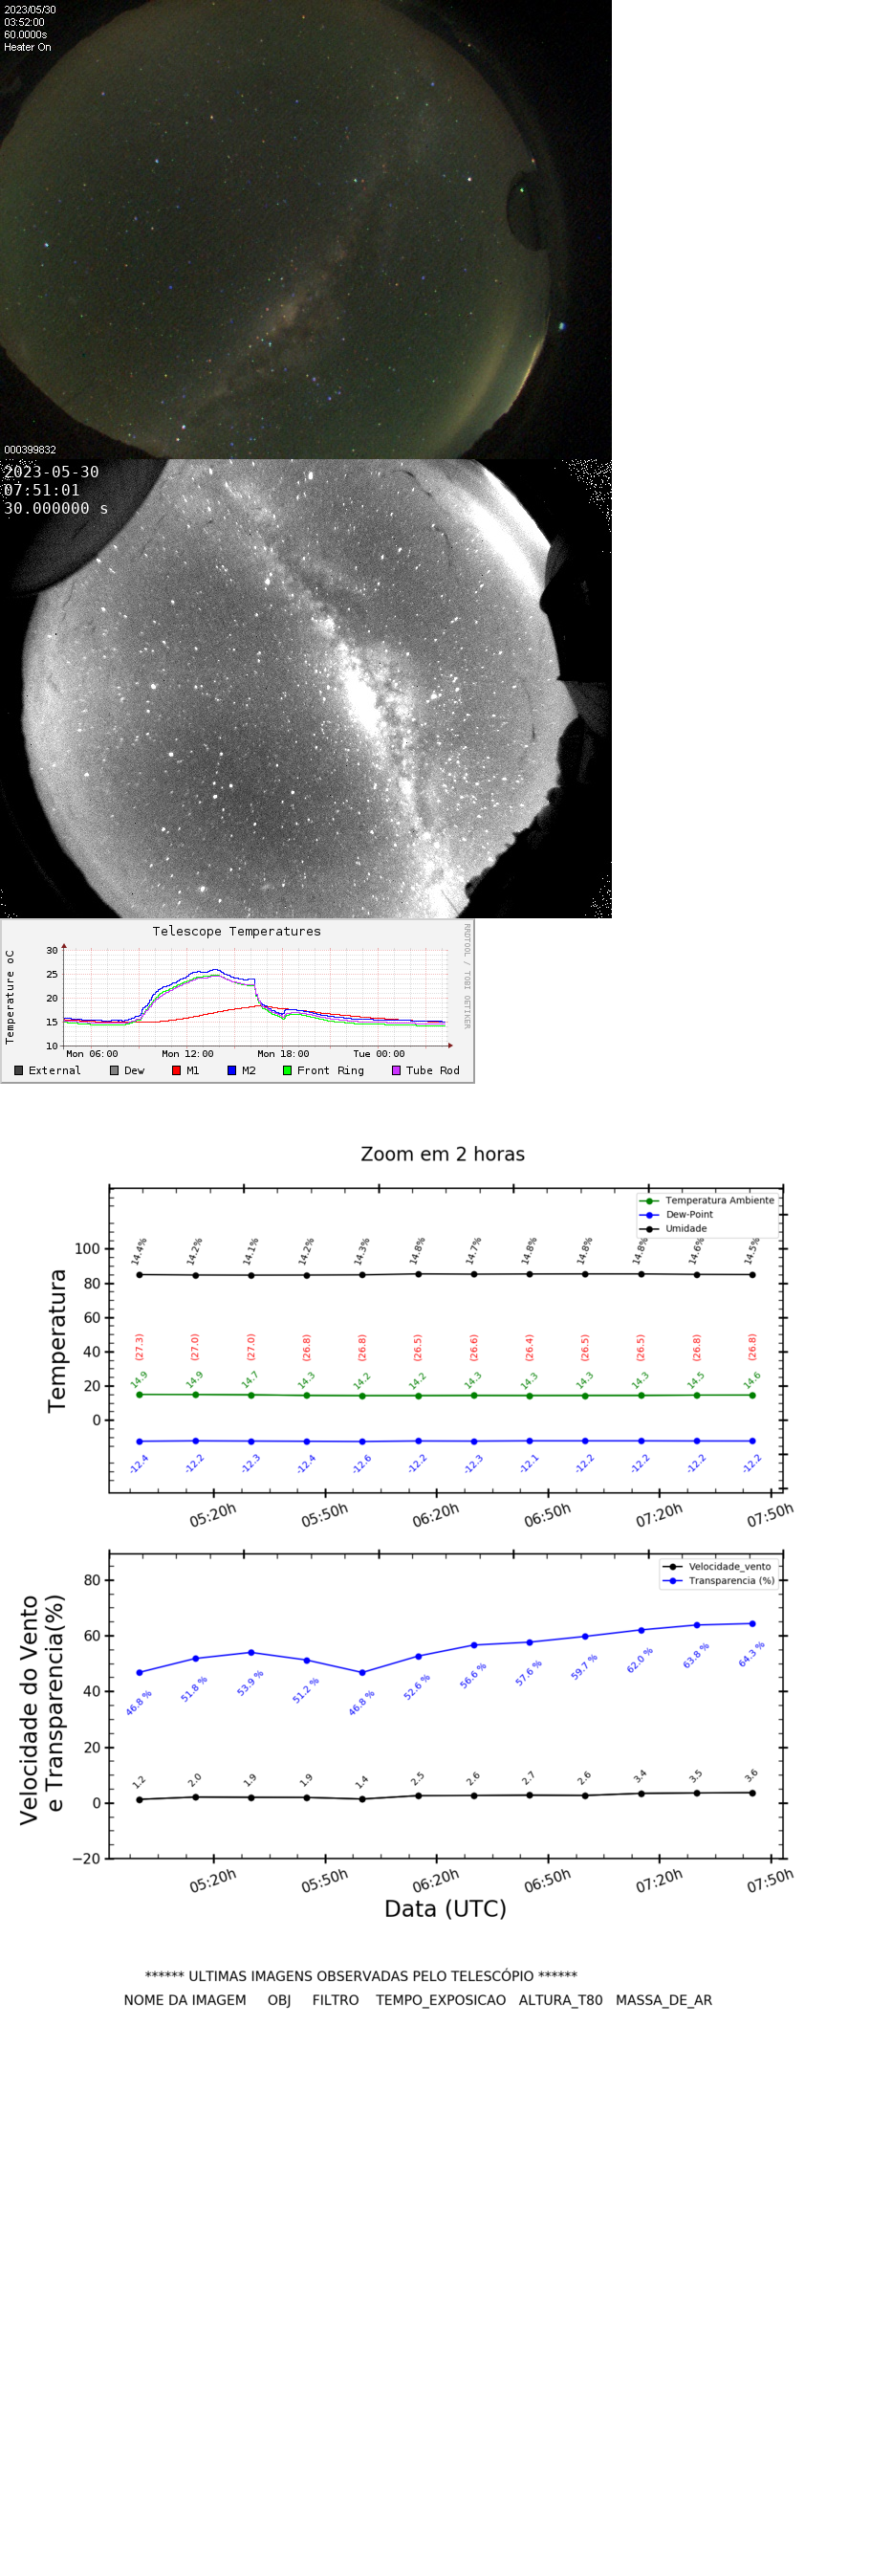 2023/05/30
03:52:00
60.0000s
Heater On
000399832
2023-05-30
07:51:01
30.000000 s
Telescope Temperatures
RRDTOOL / TOBI OETIKER
Temperature oC
30
25
20
15
10
Mon 06:00 Mon 12:00 Mon 18:00 Tue 00:00
External Dew M1 M2 Front Ring Tube Rod
Zoom em 2 horas
Temperatura Ambiente
Dew-Point
Umidade
Temperatura
100
80
60
40
20
0
14.4% 14.2% 14.1% 14.2% 14.3% 14.8% 14.7% 14.8% 14.8% 14.8% 14.6% 14.5%
(27.3) (27.0) (27.0) (26.8) (26.8) (26.5) (26.6) (26.4) (26.5) (26.5) (26.8) (26.8)
14.9 14.9 14.7 14.3 14.2 14.2 14.3 14.3 14.3 14.3 14.5 14.6
-12.4 -12.2 -12.3 -12.4 -12.6 -12.2 -12.3 -12.1 -12.2 -12.2 -12.2 -12.2
05:20h 05:50h 06:20h 06:50h 07:20h 07:50h
Velocidade_vento
Transparencia (%)
Velocidade do Vento
e Transparencia(%)
80
60
40
20
0
−20
46.8 % 51.8 % 53.9 % 51.2 % 46.8 % 52.6 % 56.6 % 57.6 % 59.7 % 62.0 % 63.8 % 64.3 %
1.2 2.0 1.9 1.9 1.4 2.5 2.6 2.7 2.6 3.4 3.5 3.6
05:20h 05:50h 06:20h 06:50h 07:20h 07:50h
Data (UTC)
****** ULTIMAS IMAGENS OBSERVADAS PELO TELESCÓPIO ******
NOME DA IMAGEM OBJ FILTRO TEMPO_EXPOSICAO ALTURA_T80 MASSA_DE_AR